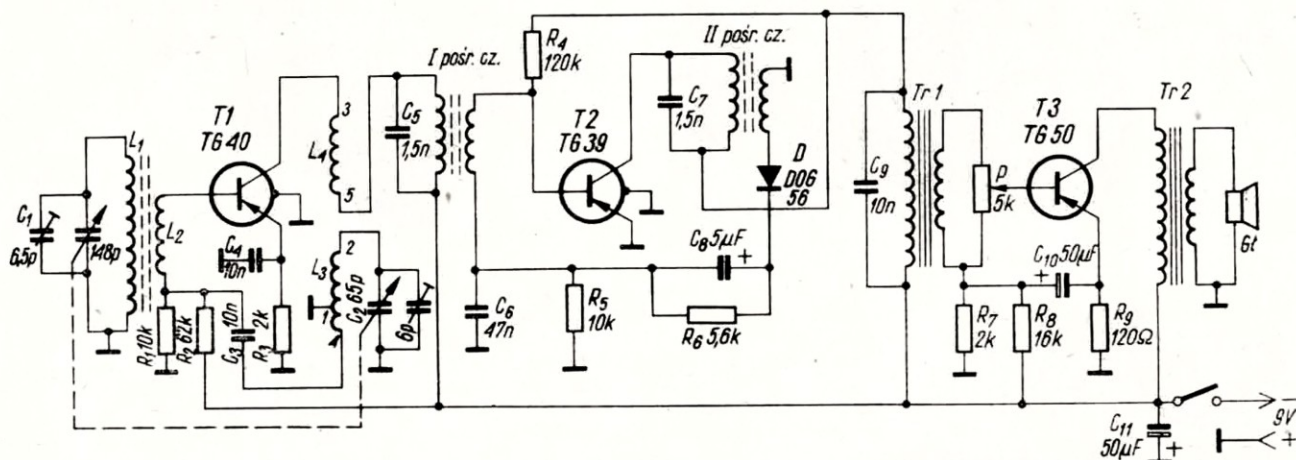 I pośr. cz.
II pośr. cz.
R4
120k
T1
TG 40
3
L4
5
C5
1,5n
T2
TG 39
C7
1,5n
D
DOG
56
Tr 1
C9
10n
P
5k
T3
TG 50
Tr 2
Gł
L1
C1
6,5p
148p
L2
C4
10n
2
L3
1
C2 65p
6p
R1 10k
R2 62k
C3 10n
R3 2k
C6
47n
R5
10k
C8 5μF
+
R6 5,6k
C10 50μF
+
R7
2k
R8
16k
R9
120Ω
C11
50μF
+
−
9V
+